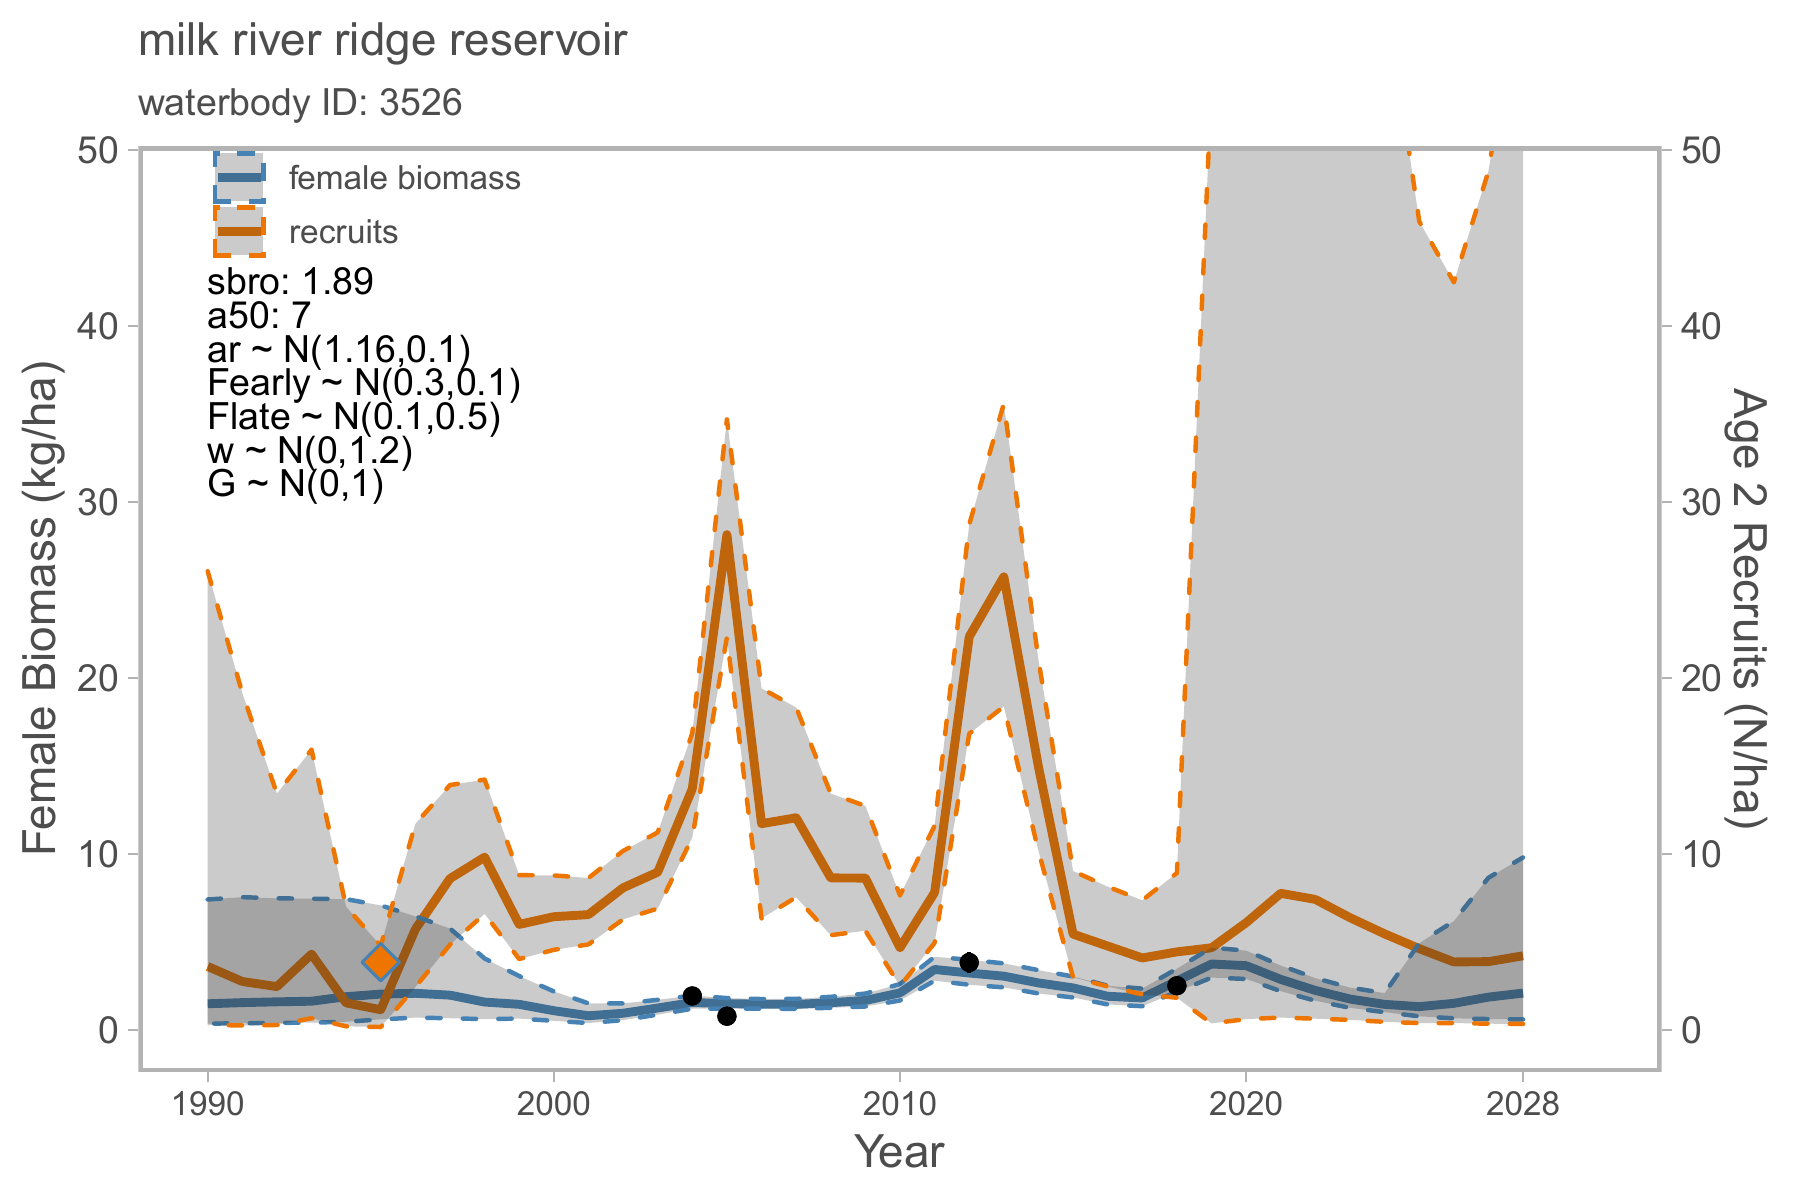 milk river ridge reservoir
waterbody ID: 3526
female biomass
recruits
sbro: 1.89
a50: 7
ar ~ N(1.16,0.1)
Fearly ~ N(0.3,0.1)
Flate ~ N(0.1,0.5)
w ~ N(0,1.2)
G ~ N(0,1)
Female Biomass (kg/ha)
50
40
30
20
10
0
50
40
30
20
10
0
Age 2 Recruits (N/ha)
1990
2000
2010
2020
2028
Year